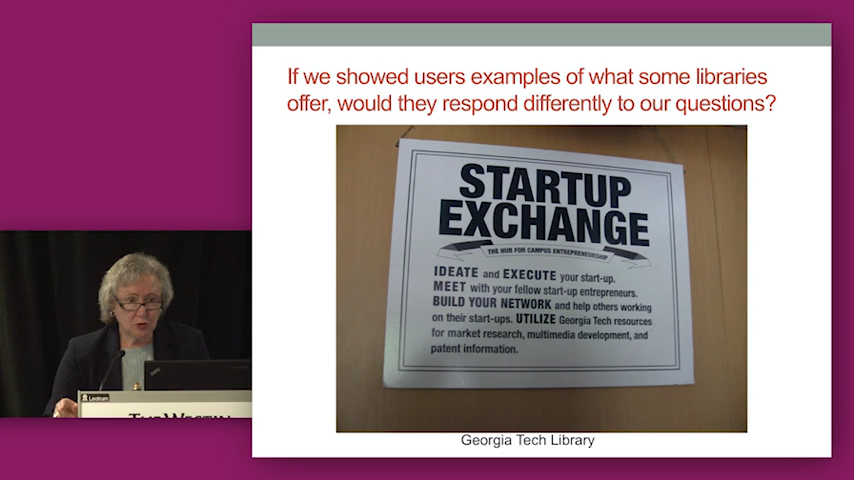 If we showed users examples of what some libraries
offer, would they respond differently to our questions?
STARTUP
EXCHANGE
THE HUB FOR CAMPUS ENTREPRENEURSHIP
IDEATE and EXECUTE your start-up.
MEET with your fellow start-up entrepreneurs.
BUILD YOUR NETWORK and help others working
on their start-ups. UTILIZE Georgia Tech resources
for market research, multimedia development, and
patent information.
Georgia Tech Library
Lectrum
THE WESTIN